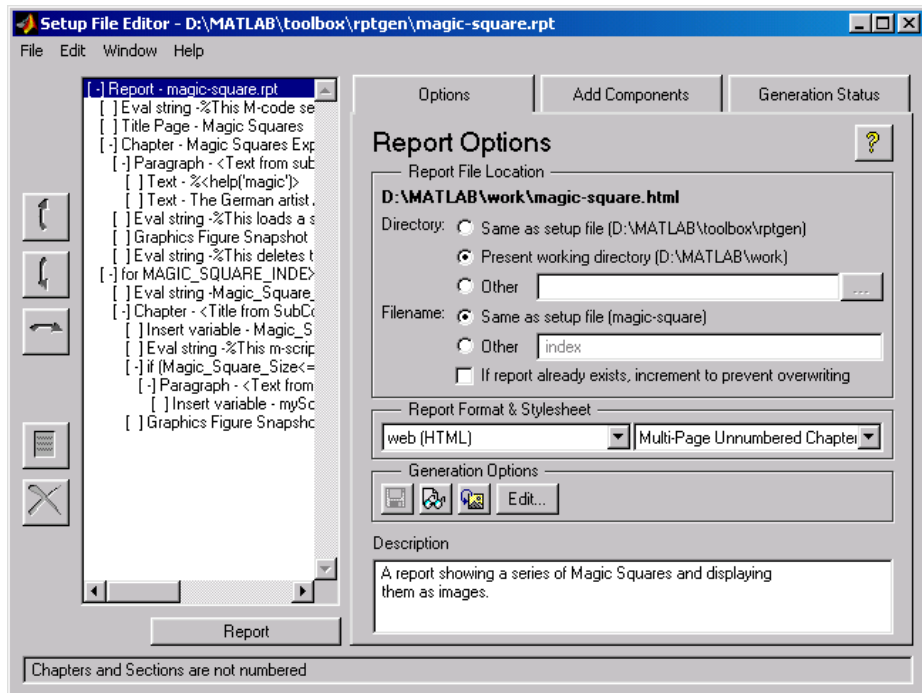 Setup File Editor - D:\MATLAB\toolbox\rptgen\magic-square.rpt
File Edit Window Help
[-] Report - magic-square.rpt
[ ] Eval string -%This M-code se
[ ] Title Page - Magic Squares
[-] Chapter - Magic Squares Exp
[-] Paragraph - <Text from sub
[ ] Text - %<help('magic')>
[ ] Text - The German artist
[ ] Eval string -%This loads a s
[ ] Graphics Figure Snapshot
[ ] Eval string -%This deletes t
[-] for MAGIC_SQUARE_INDEX
[ ] Eval string -Magic_Square_
[-] Chapter - <Title from SubCo
[ ] Insert variable - Magic_S
[ ] Eval string -%This m-scrip
[-] if (Magic_Square_Size<=
[-] Paragraph - <Text from
[ ] Insert variable - mySc
[ ] Graphics Figure Snapsho
Report
Options
Add Components
Generation Status
Report Options
?
Report File Location
D:\MATLAB\work\magic-square.html
Directory: Same as setup file (D:\MATLAB\toolbox\rptgen)
Present working directory (D:\MATLAB\work)
Other ...
Filename: Same as setup file (magic-square)
Other index
If report already exists, increment to prevent overwriting
Report Format & Stylesheet
web (HTML) Multi-Page Unnumbered Chapter
Generation Options
Edit...
Description
A report showing a series of Magic Squares and displaying
them as images.
Chapters and Sections are not numbered